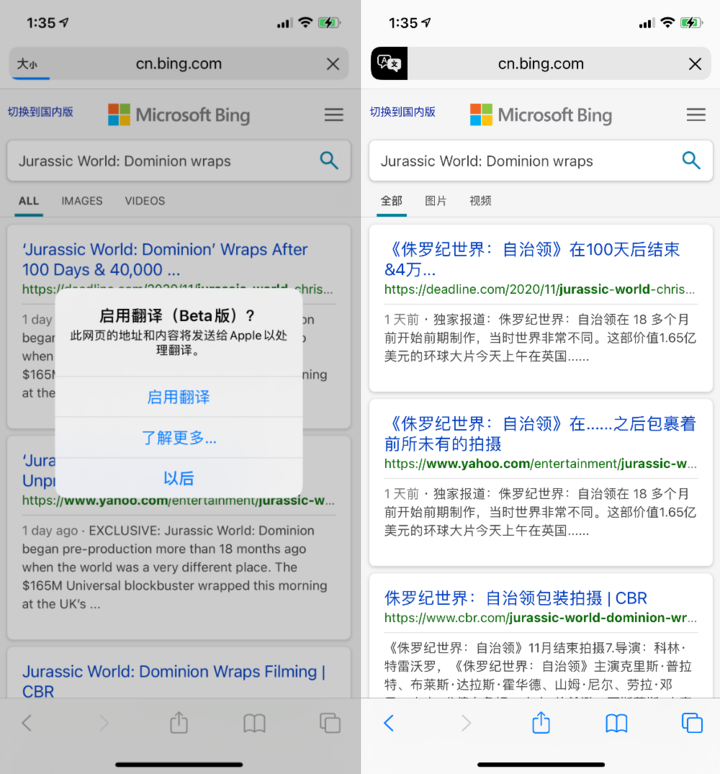 1:35
大小
cn.bing.com
切换到国内版
Microsoft Bing
Jurassic World: Dominion wraps
ALL IMAGES VIDEOS
‘Jurassic World: Dominion’ Wraps After
100 Days & 40,000 ...
https://deadline.com/2020/11/jurassic-world-chris...
1 day
began
when
$165M
at the
启用翻译（Beta版）?
此网页的地址和内容将发送给 Apple 以处
理翻译。
启用翻译
了解更多...
以后
https://www.yahoo.com/entertainment/jurassic-w...
1 day ago · EXCLUSIVE: Jurassic World: Dominion
began pre-production more than 18 months ago
when the world was a very different place. The
$165M Universal blockbuster wrapped this morning
at the UK’s ...
Jurassic World: Dominion Wraps Filming |
CBR
1:35
cn.bing.com
切换到国内版
Microsoft Bing
Jurassic World: Dominion wraps
全部 图片 视频
《侏罗纪世界：自治领》在100天后结束
&4万...
https://deadline.com/2020/11/jurassic-world-chris...
1 天前 · 独家报道：侏罗纪世界：自治领在 18 多个月
前开始前期制作，当时世界非常不同。这部价值1.65亿
美元的环球大片今天上午在英国......
《侏罗纪世界：自治领》在......之后包裹着
前所未有的拍摄
https://www.yahoo.com/entertainment/jurassic-w...
1 天前 · 独家报道：侏罗纪世界：自治领在 18 多个月
前开始前期制作，当时世界非常不同。这部价值1.65亿
美元的环球大片今天上午在英国......
侏罗纪世界：自治领包装拍摄 | CBR
https://www.cbr.com/jurassic-world-dominion-wr...
《侏罗纪世界：自治领》11月结束拍摄7.导演：科林·
特雷沃罗，《侏罗纪世界：自治领》主演克里斯·普拉
特、布莱斯·达拉斯·霍华德、山姆·尼尔、劳拉·邓